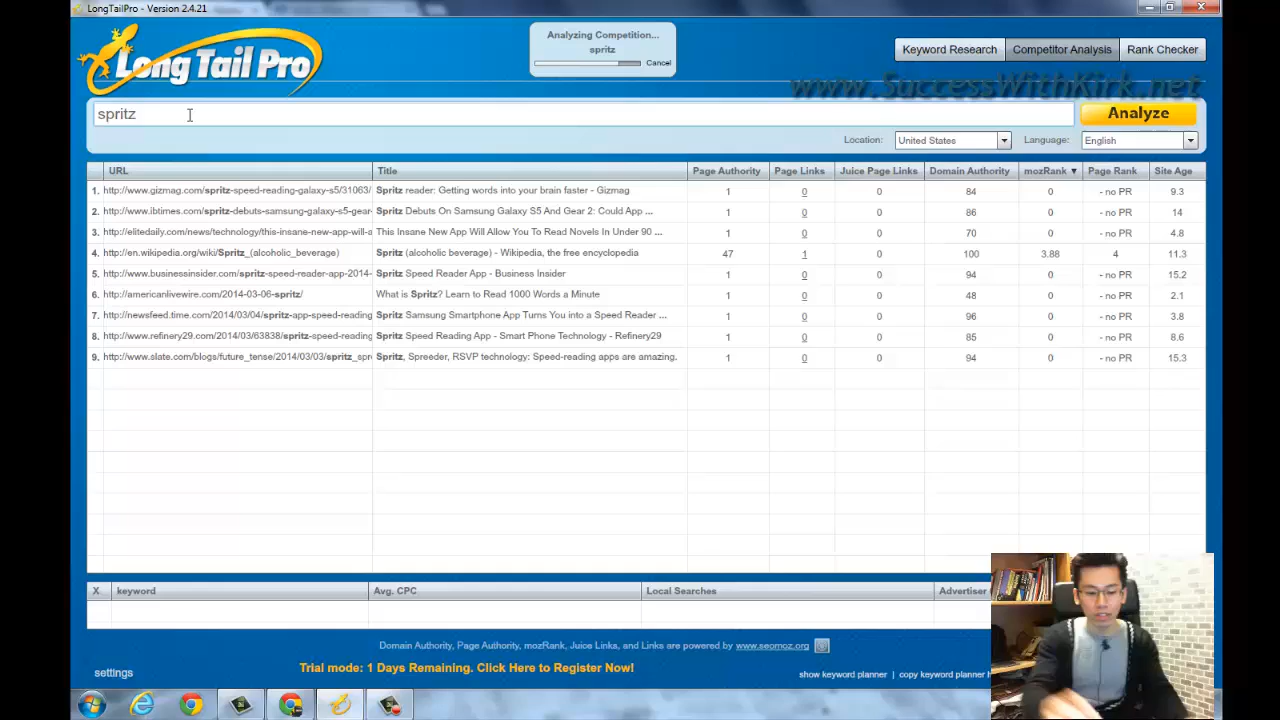 LongTailPro - Version 2.4.21
Long Tail Pro
Analyzing Competition...
spritz
Cancel
Keyword Research
Competitor Analysis
Rank Checker
www.SuccessWithKirk.net
spritz
Analyze
Location: United States Language: English
URL Title Page Authority Page Links Juice Page Links Domain Authority mozRank ▼ Page Rank Site Age
1. http://www.gizmag.com/spritz-speed-reading-galaxy-s5/31063/ Spritz reader: Getting words into your brain faster - Gizmag 1 0 0 84 0 - no PR 9.3
2. http://www.ibtimes.com/spritz-debuts-samsung-galaxy-s5-gear- Spritz Debuts On Samsung Galaxy S5 And Gear 2: Could App ... 1 0 0 86 0 - no PR 14
3. http://elitedaily.com/news/technology/this-insane-new-app-will-a This Insane New App Will Allow You To Read Novels In Under 90 ... 1 0 0 70 0 - no PR 4.8
4. http://en.wikipedia.org/wiki/Spritz_(alcoholic_beverage) Spritz (alcoholic beverage) - Wikipedia, the free encyclopedia 47 1 0 100 3.88 4 11.3
5. http://www.businessinsider.com/spritz-speed-reader-app-2014- Spritz Speed Reader App - Business Insider 1 0 0 94 0 - no PR 15.2
6. http://americanlivewire.com/2014-03-06-spritz/ What is Spritz? Learn to Read 1000 Words a Minute 1 0 0 48 0 - no PR 2.1
7. http://newsfeed.time.com/2014/03/04/spritz-app-speed-reading Spritz Samsung Smartphone App Turns You into a Speed Reader ... 1 0 0 96 0 - no PR 3.8
8. http://www.refinery29.com/2014/03/63838/spritz-speed-reading Spritz Speed Reading App - Smart Phone Technology - Refinery29 1 0 0 85 0 - no PR 8.6
9. http://www.slate.com/blogs/future_tense/2014/03/03/spritz_spr Spritz, Spreeder, RSVP technology: Speed-reading apps are amazing. 1 0 0 94 0 - no PR 15.3
X keyword Avg. CPC Local Searches Advertiser
Domain Authority, Page Authority, mozRank, Juice Links, and Links are powered by www.seomoz.org
settings
Trial mode: 1 Days Remaining. Click Here to Register Now!
show keyword planner | copy keyword planner h